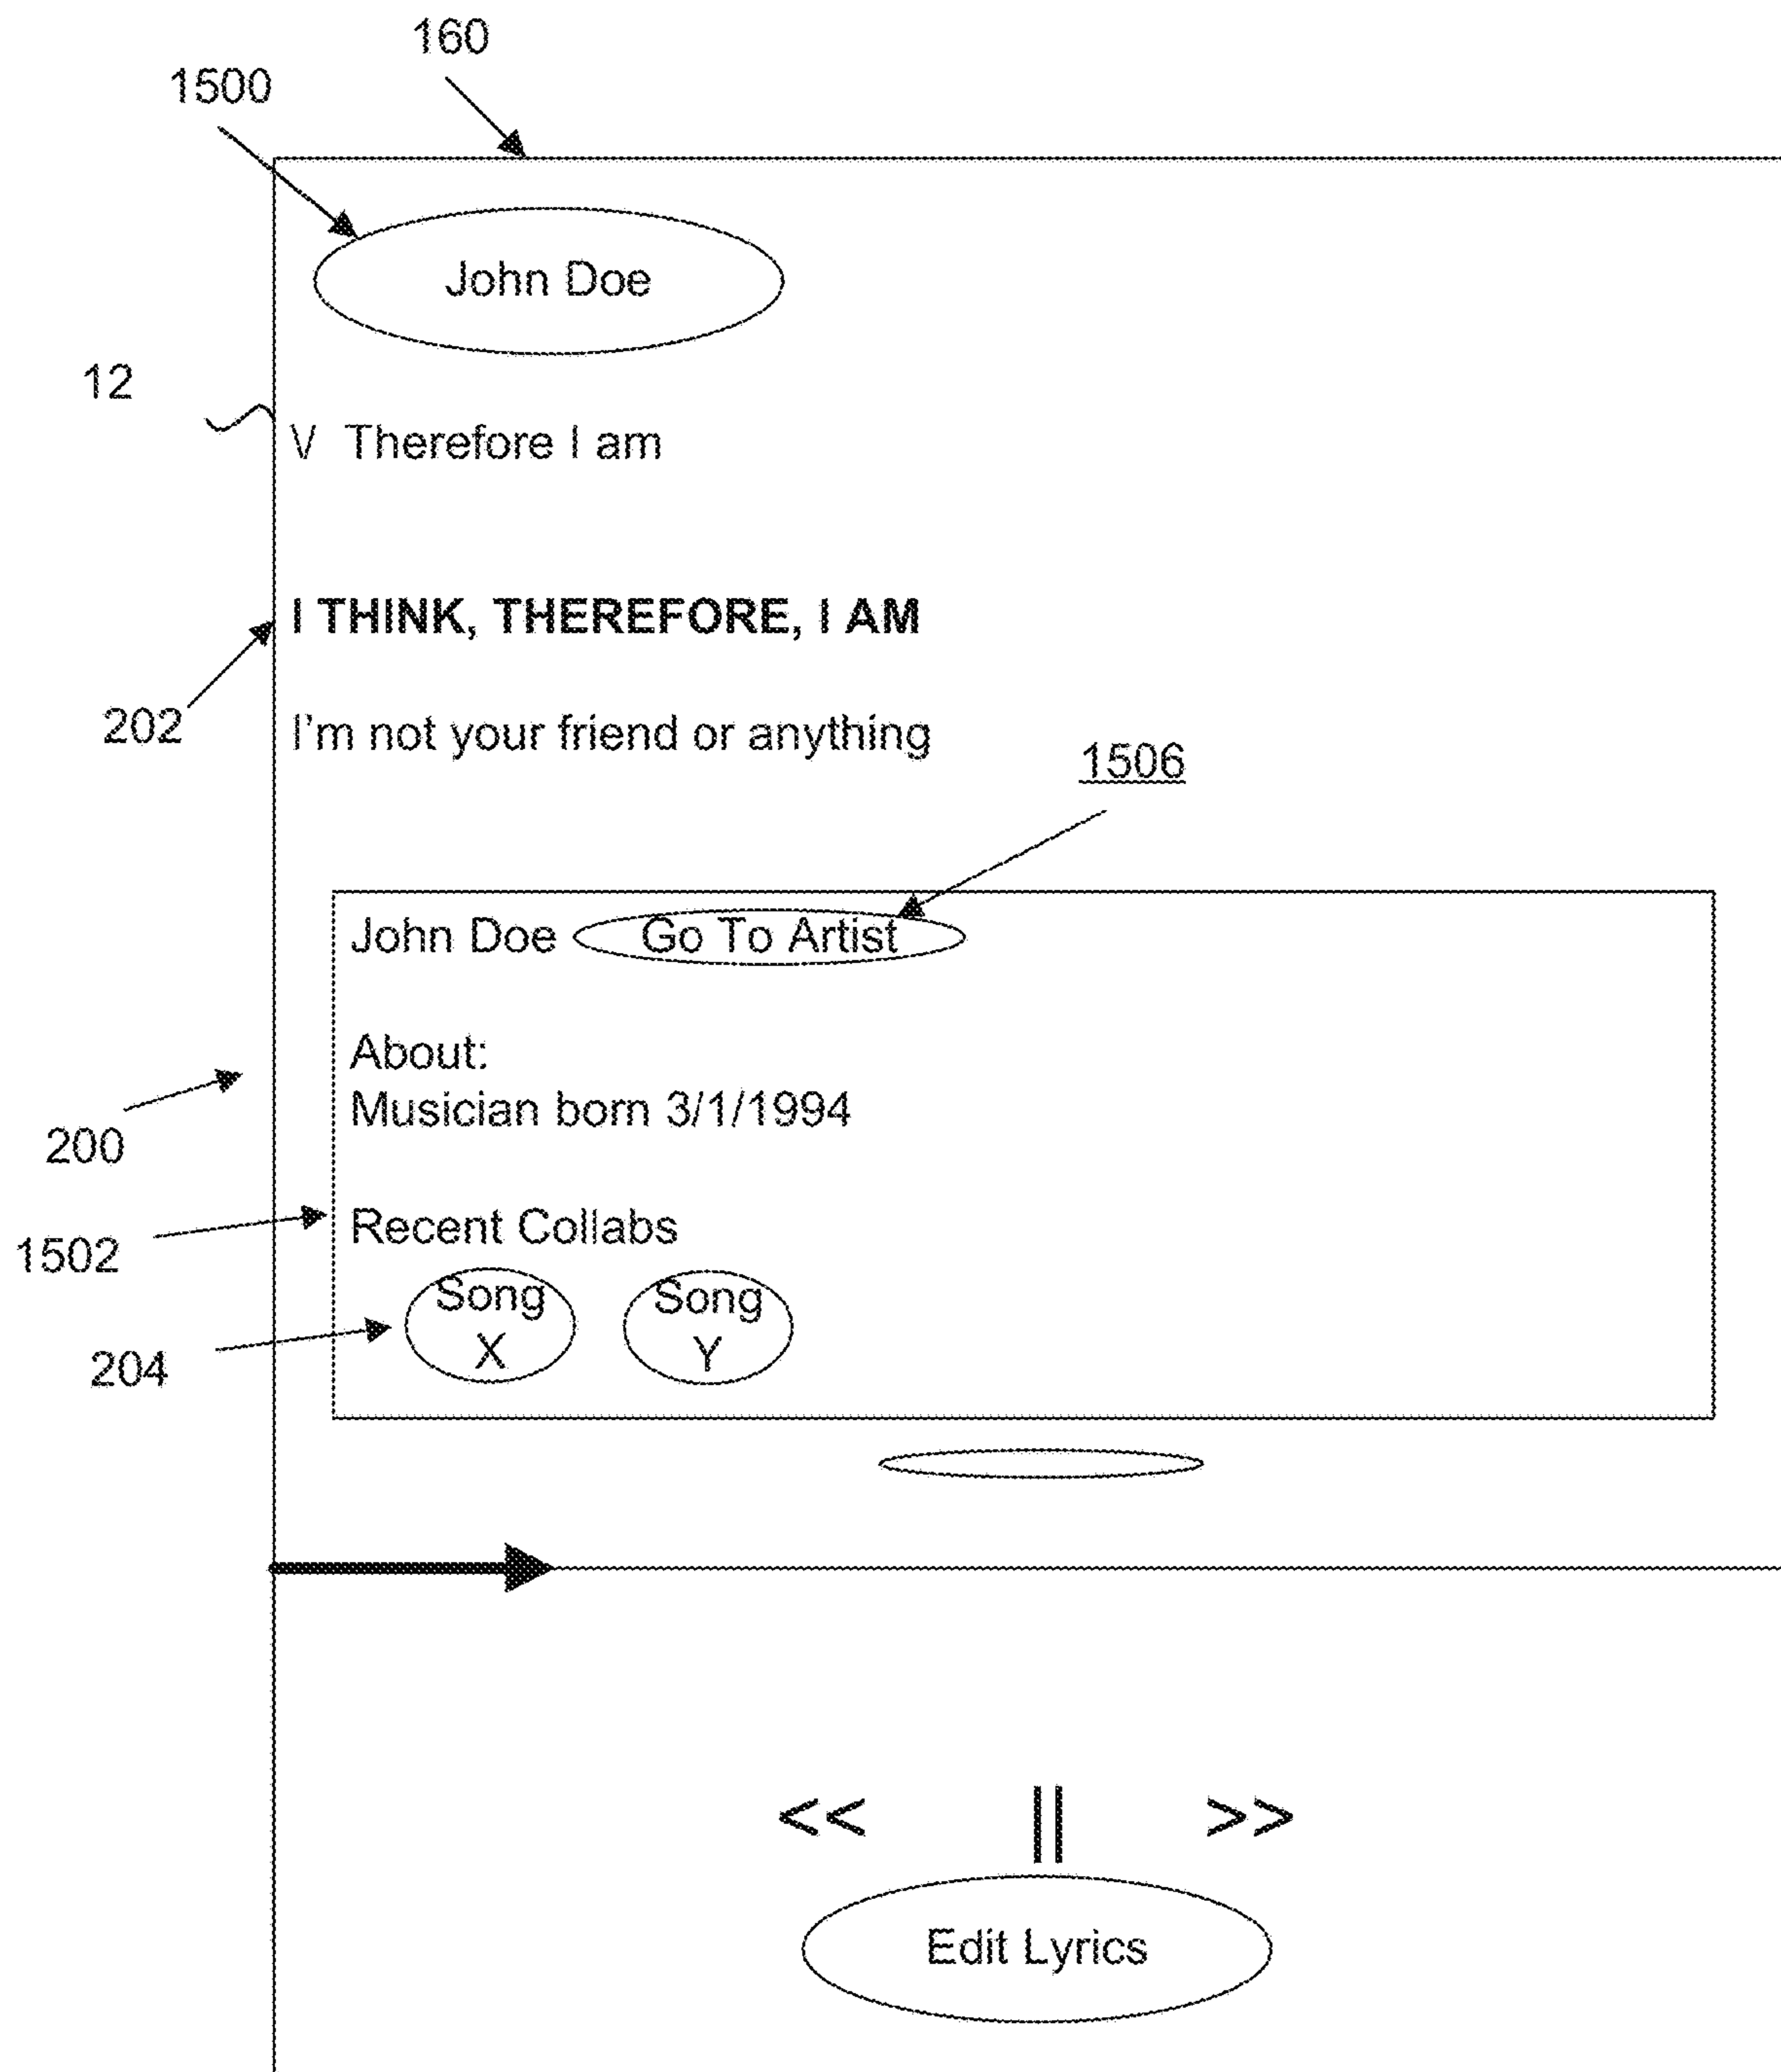 160
1500
John Doe
12
V Therefore I am
I THINK, THEREFORE, I AM
202
I'm not your friend or anything
1506
John Doe Go To Artist
About:
200
Musician born 3/1/1994
1502
Recent Collabs
204
Song X
Song Y
<< || >>
Edit Lyrics